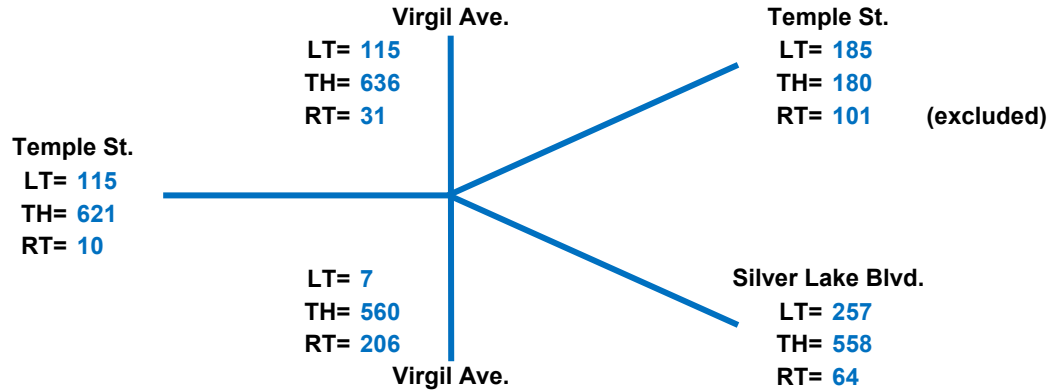 Virgil Ave.
LT= 115
TH= 636
RT= 31
Temple St.
LT= 185
TH= 180
RT= 101 (excluded)
Temple St.
LT= 115
TH= 621
RT= 10
LT= 7
TH= 560
RT= 206
Virgil Ave.
Silver Lake Blvd.
LT= 257
TH= 558
RT= 64